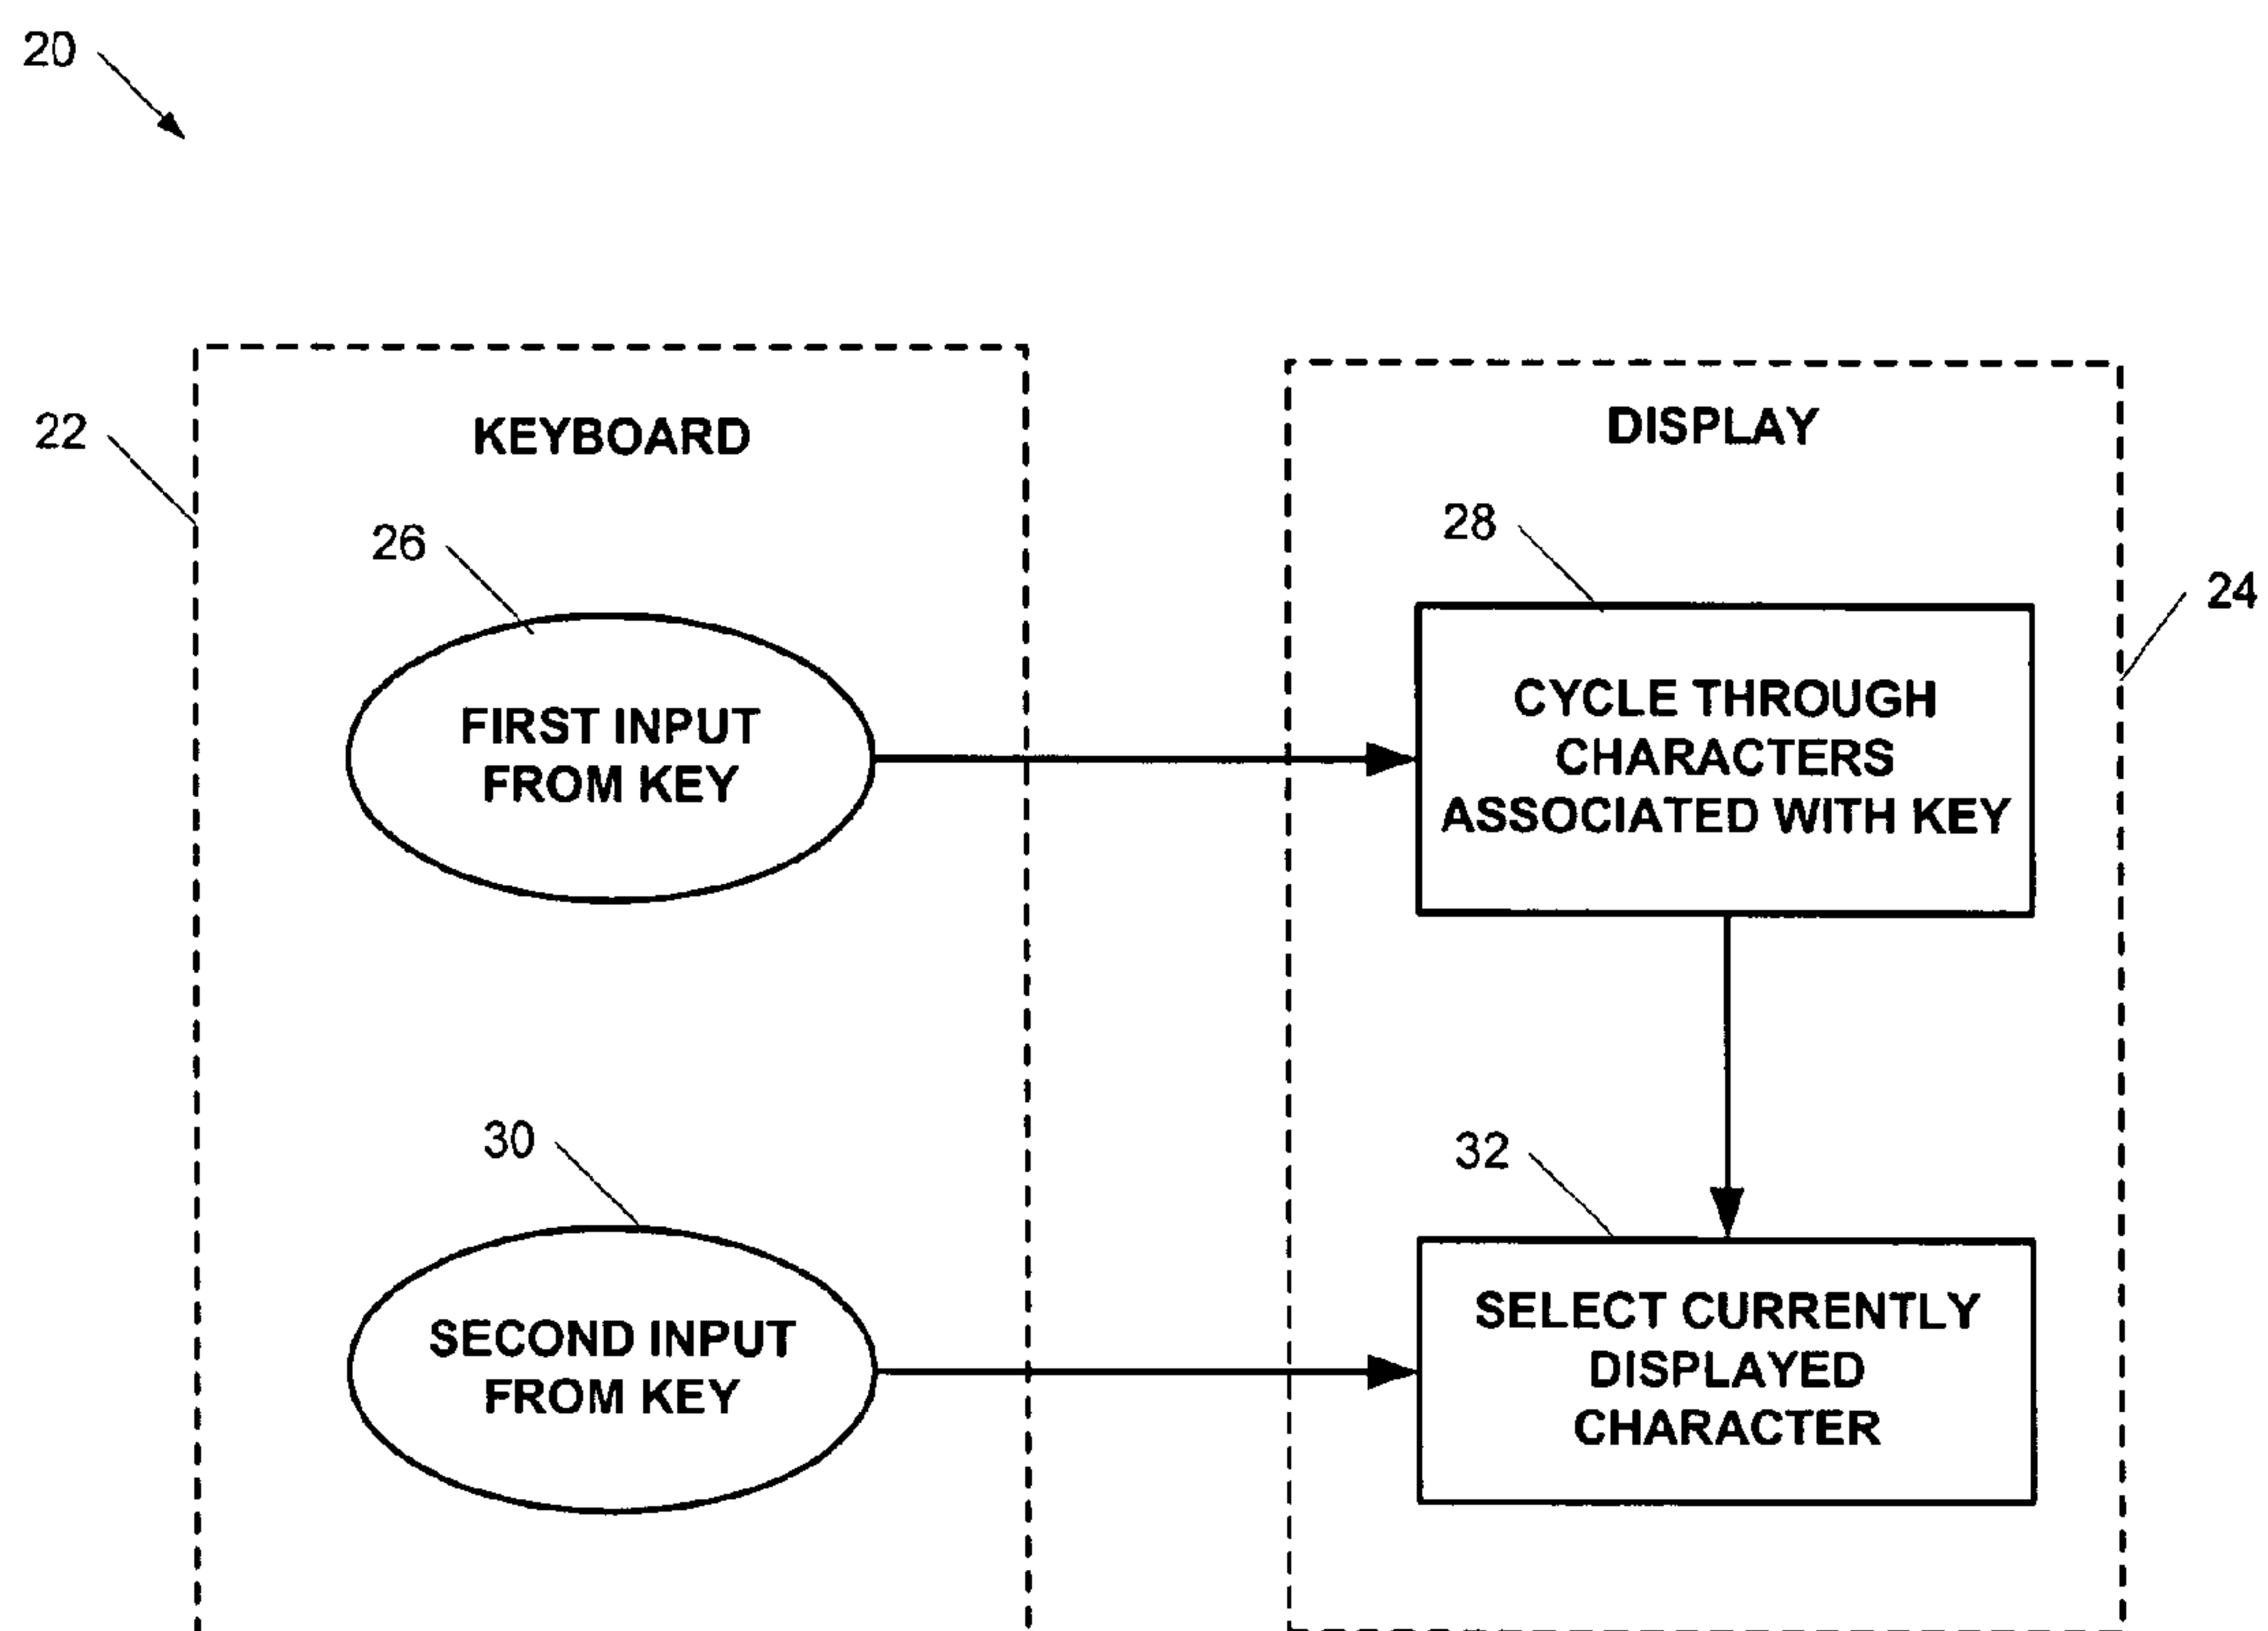 20
22
KEYBOARD
26
FIRST INPUT
FROM KEY
30
SECOND INPUT
FROM KEY
DISPLAY
28
24
CYCLE THROUGH
CHARACTERS
ASSOCIATED WITH KEY
32
SELECT CURRENTLY
DISPLAYED
CHARACTER